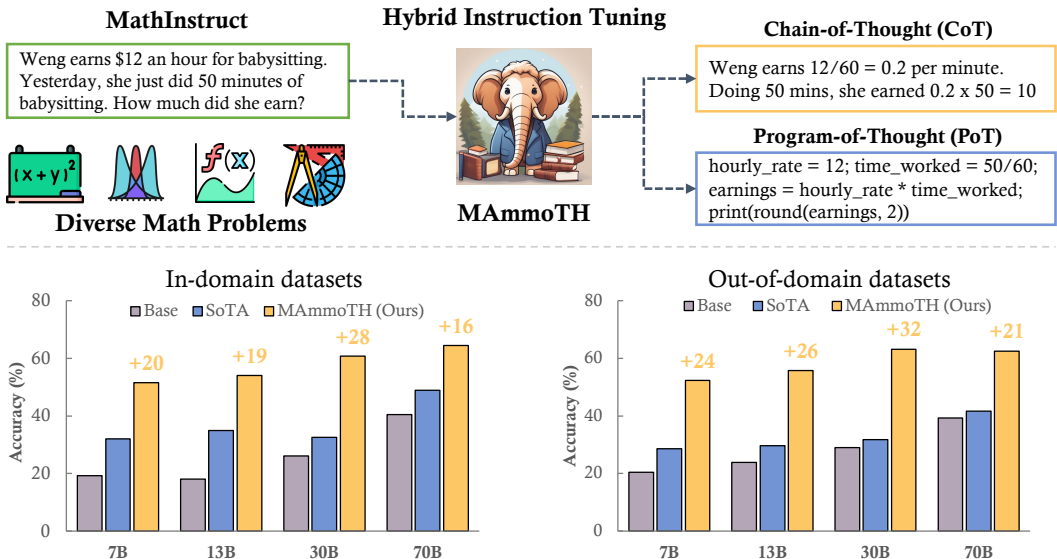 MathInstruct
Hybrid Instruction Tuning
Chain-of-Thought (CoT)
Weng earns $12 an hour for babysitting.
Yesterday, she just did 50 minutes of
babysitting. How much did she earn?
Weng earns 12/60 = 0.2 per minute.
Doing 50 mins, she earned 0.2 x 50 = 10
Program-of-Thought (PoT)
hourly_rate = 12; time_worked = 50/60;
earnings = hourly_rate * time_worked;
print(round(earnings, 2))
(x + y)²
f(x)
Diverse Math Problems
MAmmoTH
In-domain datasets
Base SoTA MAmmoTH (Ours)
Accuracy (%)
80
60
40
20
0
+20
+19
+28
+16
7B 13B 30B 70B
Out-of-domain datasets
Base SoTA MAmmoTH (Ours)
Accuracy (%)
80
60
40
20
0
+24
+26
+32
+21
7B 13B 30B 70B